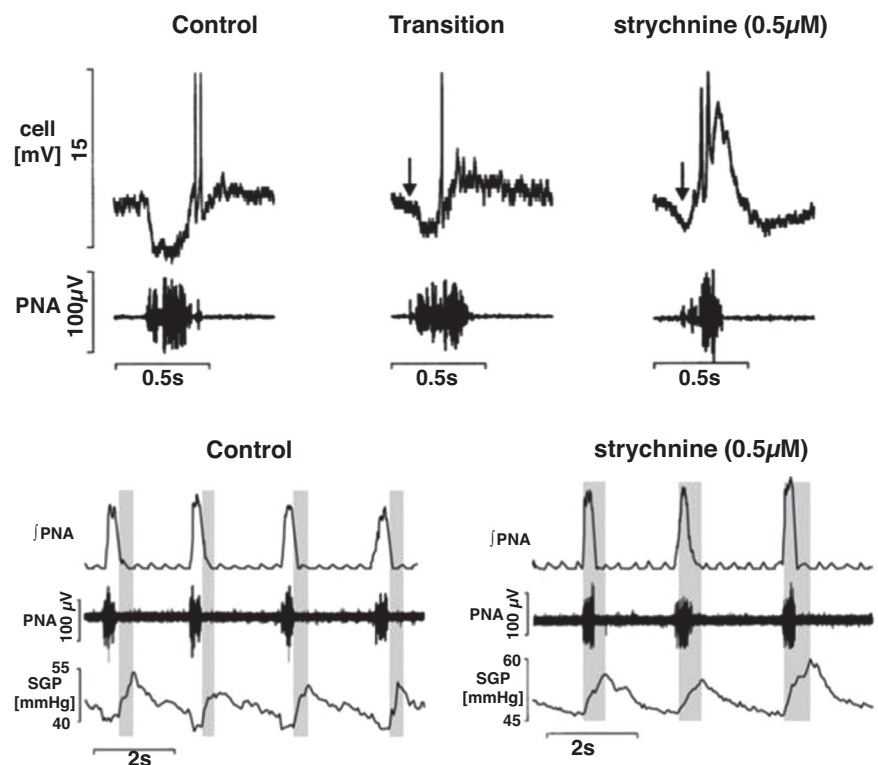 Control Transition strychnine (0.5µM)
cell
[mV]
15
PNA
100µV
0.5s 0.5s 0.5s
Control strychnine (0.5µM)
∫PNA ∫PNA
PNA 100 µV PNA 100 µV
55 60
SGP SGP
[mmHg] [mmHg]
40 45
2s 2s